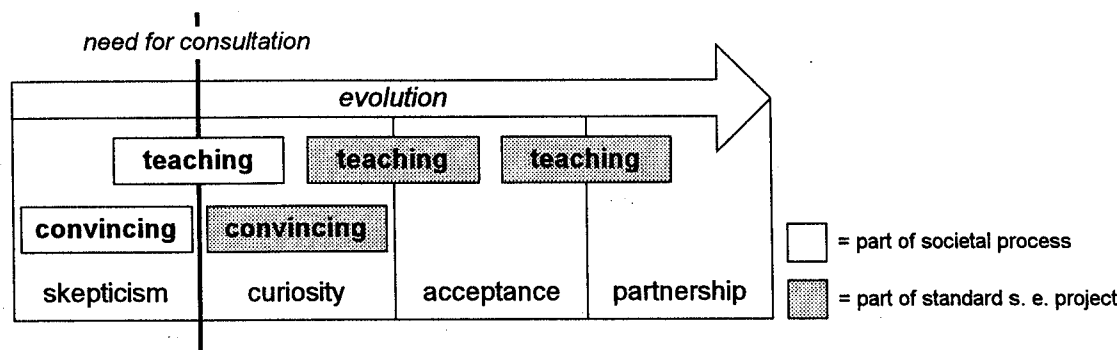 need for consultation
evolution
teaching teaching teaching
convincing convincing
skepticism curiosity acceptance partnership
= part of societal process
= part of standard s. e. project